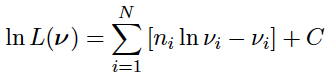 ln L(ν) = ∑_{i=1}^{N} [n_i ln ν_i − ν_i] + C